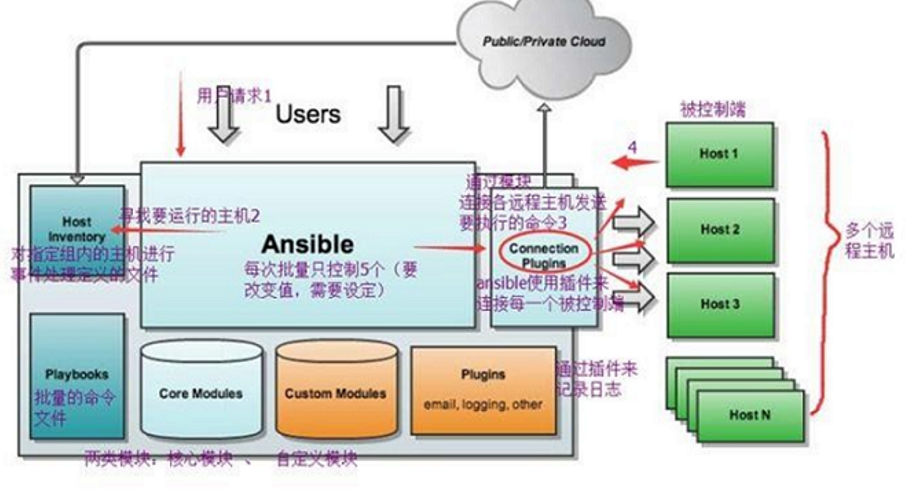 Public/Private Cloud
用户请求1
Users
被控制端
Host 1
4
通过模块
连接各远程主机发送
要执行的命令3
Host
Inventory
寻找要运行的主机2
对指定组内的主机进行
事件处理定义的文件
Ansible
每次批量只控制5个（要
改变值，需要设定）
Connection
Plugins
ansible使用插件来
连接每一个被控制端
Host 2
Host 3
多个远
程主机
Playbooks
批量的命令
文件
Core Modules
Custom Modules
Plugins
email, logging, other
通过插件来
记录日志
Host N
两类模块：核心模块 、 自定义模块